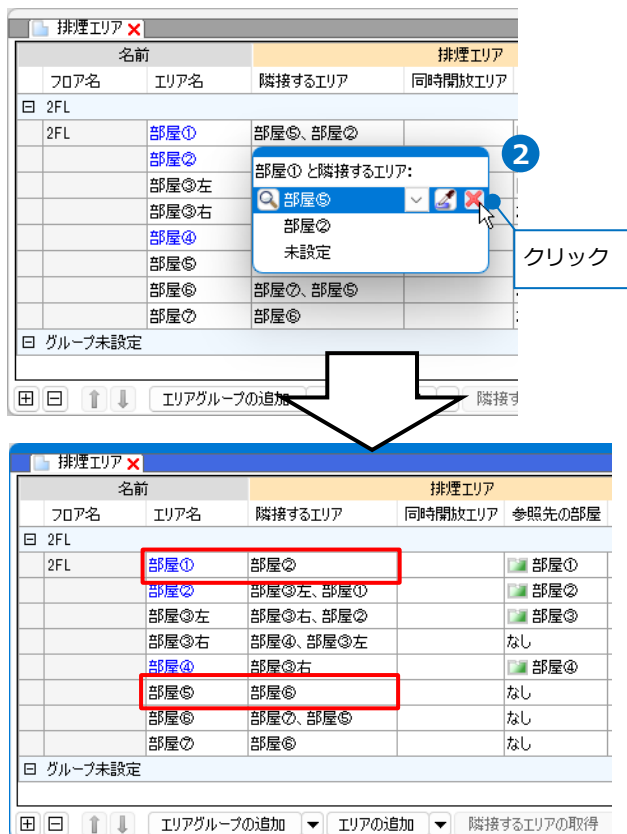 排煙エリア
名前 排煙エリア
フロア名 エリア名 隣接するエリア 同時開放エリア
2FL
2FL 部屋① 部屋⑤、部屋②
部屋②
部屋③左
部屋③右
部屋④
部屋⑤
部屋⑥ 部屋⑦、部屋⑤
部屋⑦ 部屋⑥
グループ未設定
部屋① と隣接するエリア:
部屋⑤
部屋②
未設定
2
クリック
エリアグループの追加 隣接す
排煙エリア
名前 排煙エリア
フロア名 エリア名 隣接するエリア 同時開放エリア 参照先の部屋
2FL
2FL 部屋① 部屋② 部屋①
部屋② 部屋③左、部屋① 部屋②
部屋③左 部屋③右、部屋② 部屋③
部屋③右 部屋④、部屋③左 なし
部屋④ 部屋③右 部屋④
部屋⑤ 部屋⑥ なし
部屋⑥ 部屋⑦、部屋⑤ なし
部屋⑦ 部屋⑥ なし
グループ未設定
エリアグループの追加 エリアの追加 隣接するエリアの取得